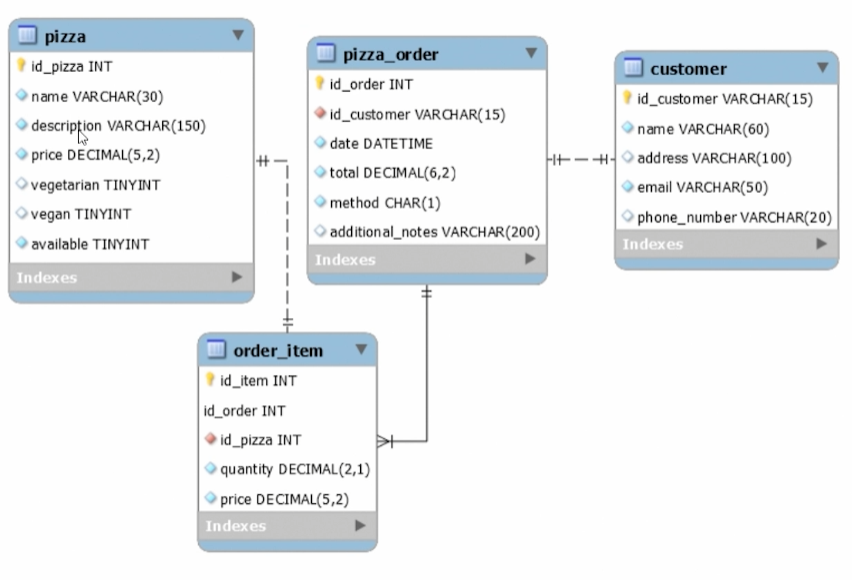 pizza
id_pizza INT
name VARCHAR(30)
description VARCHAR(150)
price DECIMAL(5,2)
vegetarian TINYINT
vegan TINYINT
available TINYINT
Indexes
pizza_order
id_order INT
id_customer VARCHAR(15)
date DATETIME
total DECIMAL(6,2)
method CHAR(1)
additional_notes VARCHAR(200)
Indexes
customer
id_customer VARCHAR(15)
name VARCHAR(60)
address VARCHAR(100)
email VARCHAR(50)
phone_number VARCHAR(20)
Indexes
order_item
id_item INT
id_order INT
id_pizza INT
quantity DECIMAL(2,1)
price DECIMAL(5,2)
Indexes